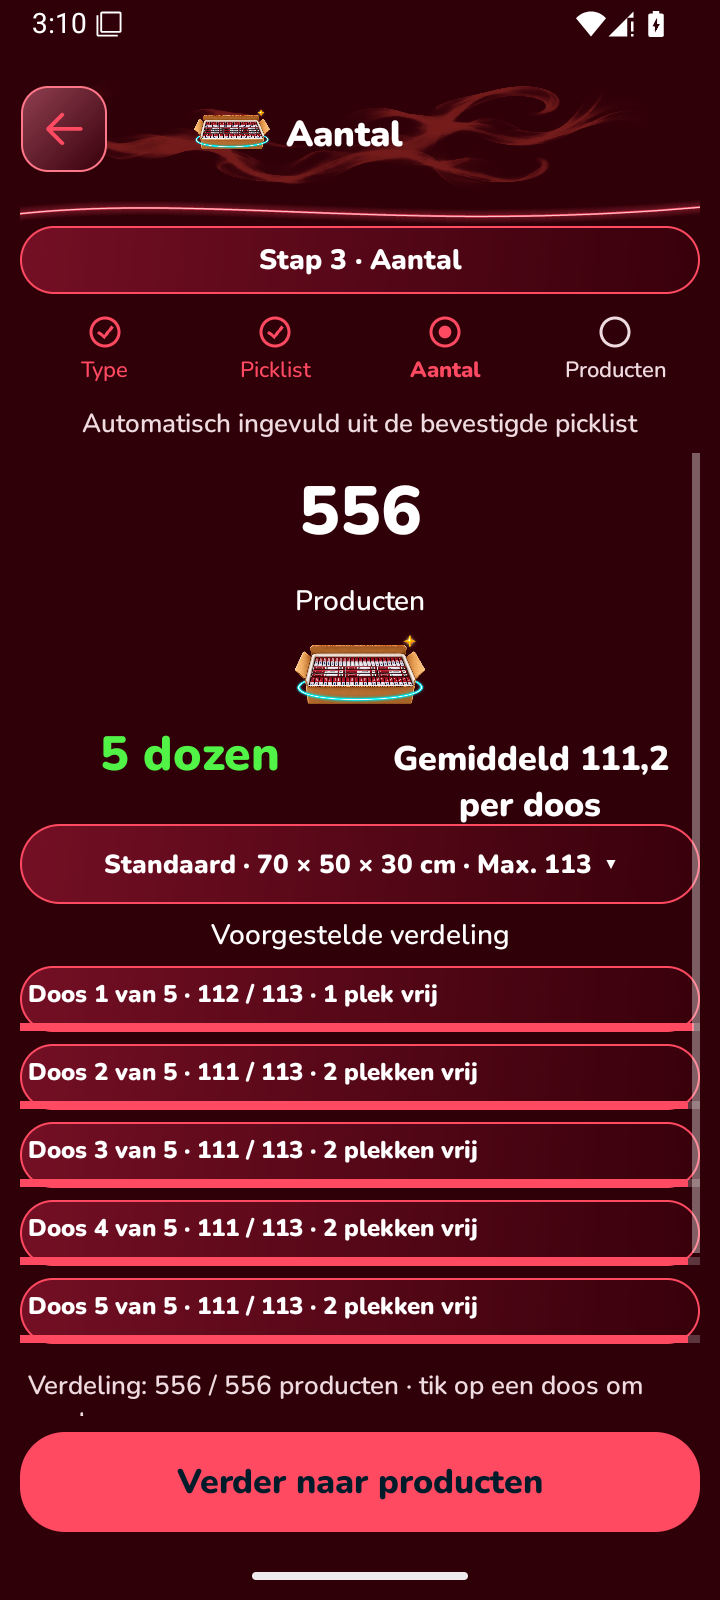 3:10
Aantal
Stap 3 · Aantal
Type
Picklist
Aantal
Producten
Automatisch ingevuld uit de bevestigde picklist
556
Producten
5 dozen
Gemiddeld 111,2
per doos
Standaard · 70 × 50 × 30 cm · Max. 113 ▼
Voorgestelde verdeling
Doos 1 van 5 · 112 / 113 · 1 plek vrij
Doos 2 van 5 · 111 / 113 · 2 plekken vrij
Doos 3 van 5 · 111 / 113 · 2 plekken vrij
Doos 4 van 5 · 111 / 113 · 2 plekken vrij
Doos 5 van 5 · 111 / 113 · 2 plekken vrij
Verdeling: 556 / 556 producten · tik op een doos om
Verder naar producten